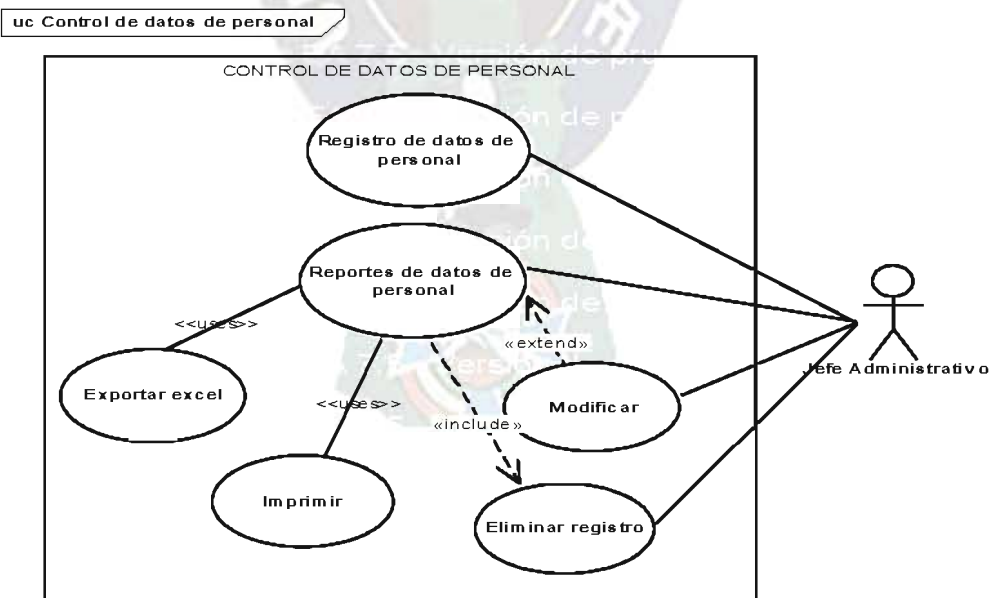 uc Control de datos de personal
CONTROL DE DATOS DE PERSONAL
Registro de datos de
personal
Reportes de datos de
personal
<<uses>>
«extend»
Exportar excel
<<uses>>
Modificar
«include»
Imprimir
Eliminar registro
Jefe Administrativo